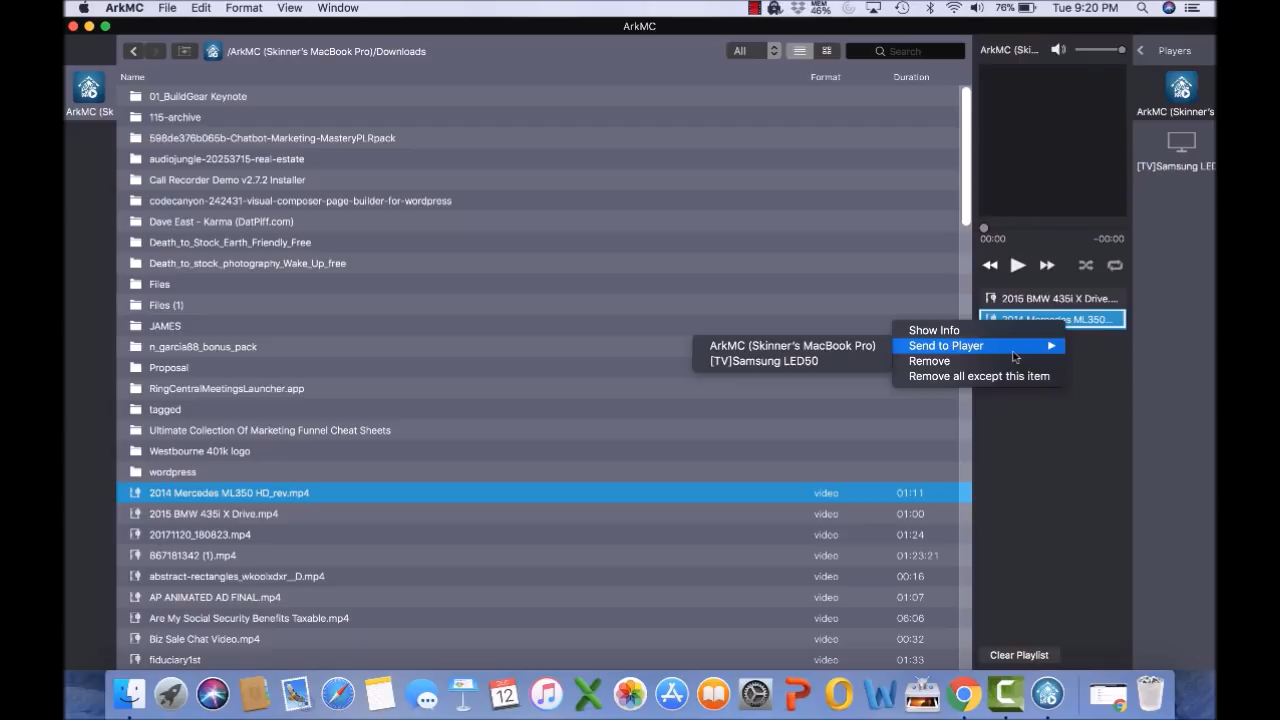 ArkMC File Edit Format View Window
MEM 46% 76% Tue 9:20 PM
ArkMC
/ArkMC (Skinner's MacBook Pro)/Downloads
All
Search
ArkMC (Ski...
Players
ArkMC (Sk
ArkMC (Skinner's
[TV]Samsung LED
Name Format Duration
01_BuildGear Keynote
115-archive
598de376b065b-Chatbot-Marketing-MasteryPLRpack
audiojungle-20253715-real-estate
Call Recorder Demo v2.7.2 Installer
codecanyon-242431-visual-composer-page-builder-for-wordpress
Dave East - Karma (DatPiff.com)
Death_to_Stock_Earth_Friendly_Free
Death_to_stock_photography_Wake_Up_free
Files
Files (1)
JAMES
n_garcia88_bonus_pack
Proposal
RingCentralMeetingsLauncher.app
tagged
Ultimate Collection Of Marketing Funnel Cheat Sheets
Westbourne 401k logo
wordpress
2014 Mercedes ML350 HD_rev.mp4 video 01:11
2015 BMW 435i X Drive.mp4 video 01:00
20171120_180823.mp4 video 01:24
867181342 (1).mp4 video 01:23:21
abstract-rectangles_wkoolxdxr__D.mp4 video 00:16
AP ANIMATED AD FINAL.mp4 video 01:07
Are My Social Security Benefits Taxable.mp4 video 06:06
Biz Sale Chat Video.mp4 video 00:32
fiduciary1st video 01:33
00:00 -00:00
2015 BMW 435i X Drive....
2014 Mercedes ML350...
Show Info
Send to Player
Remove
Remove all except this item
ArkMC (Skinner's MacBook Pro)
[TV]Samsung LED50
Clear Playlist
12